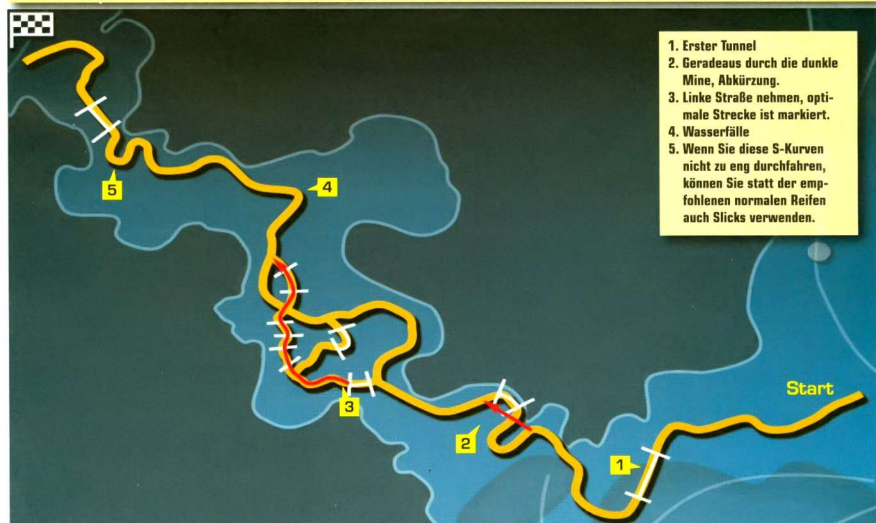 1. Erster Tunnel
2. Geradeaus durch die dunkle
Mine, Abkürzung.
3. Linke Straße nehmen, opti-
male Strecke ist markiert.
4. Wasserfälle
5. Wenn Sie diese S-Kurven
nicht zu eng durchfahren,
können Sie statt der emp-
fohlenen normalen Reifen
auch Slicks verwenden.
5
4
3
2
1
Start